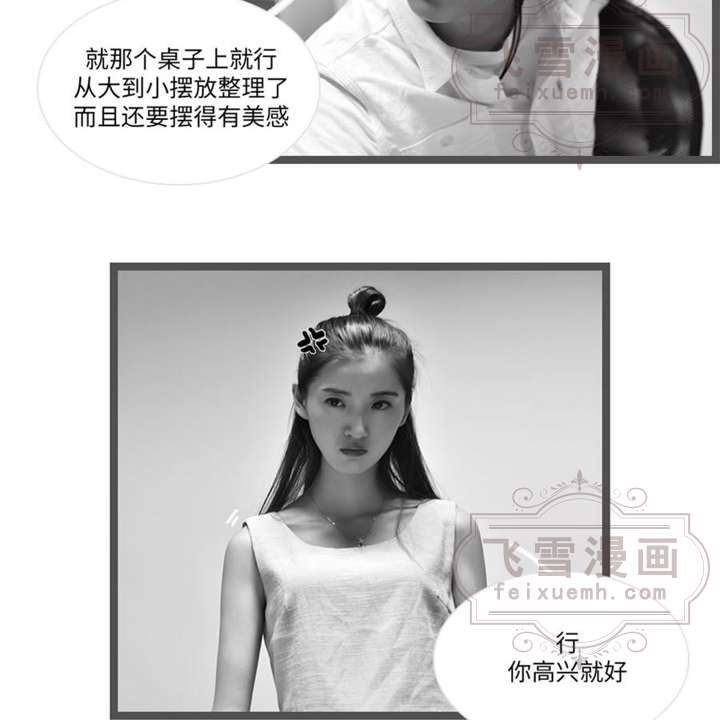 就那个桌子上就行
从大到小摆放整理了
而且还要摆得有美感
飞雪漫画
feixuemh.com
飞雪漫画
feixuemh.com
行
你高兴就好